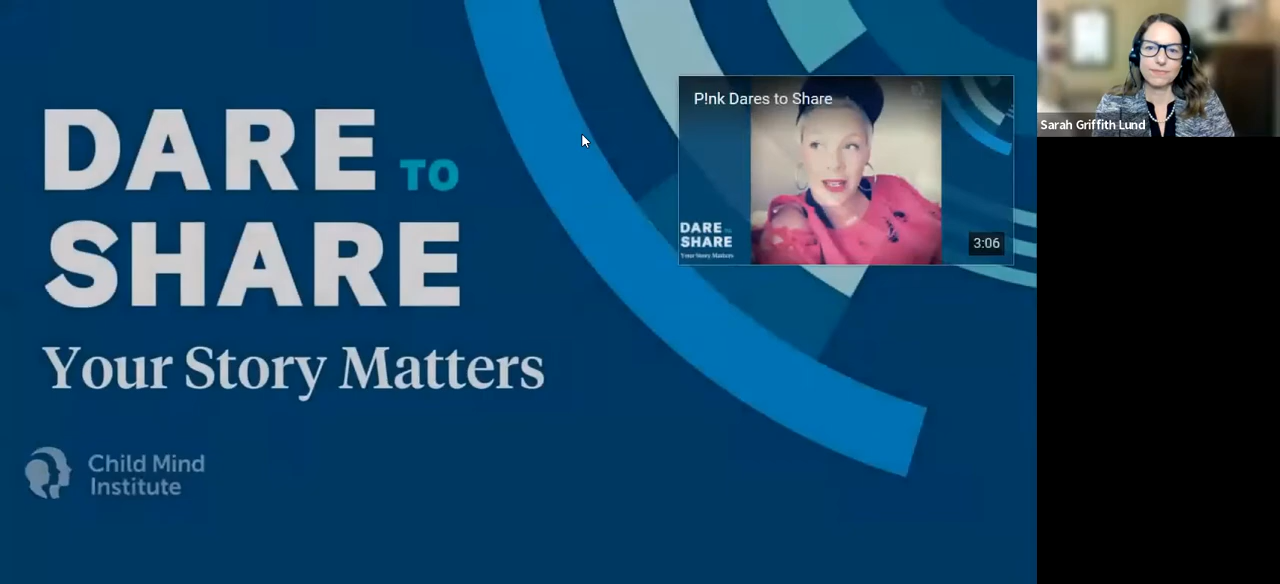 DARE TO
SHARE
Your Story Matters
Child Mind
Institute
P!nk Dares to Share
DARE TO
SHARE
Your Story Matters
3:06
Sarah Griffith Lund